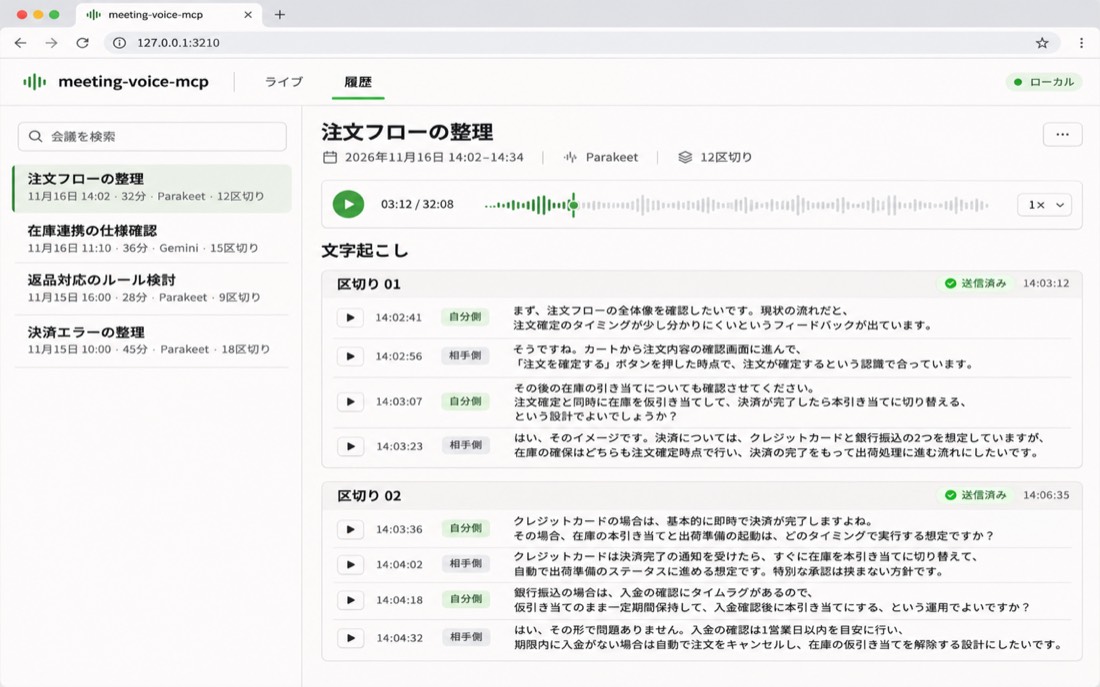 meeting-voice-mcp
127.0.0.1:3210
meeting-voice-mcp
ライブ
履歴
ローカル
会議を検索
注文フローの整理
11月16日 14:02 · 32分 · Parakeet · 12区切り
在庫連携の仕様確認
11月16日 11:10 · 36分 · Gemini · 15区切り
返品対応のルール検討
11月15日 16:00 · 28分 · Parakeet · 9区切り
決済エラーの整理
11月15日 10:00 · 45分 · Parakeet · 18区切り
注文フローの整理
2026年11月16日 14:02–14:34
Parakeet
12区切り
03:12 / 32:08
1×
文字起こし
区切り 01
送信済み
14:03:12
14:02:41
自分側
まず、注文フローの全体像を確認したいです。現状の流れだと、
注文確定のタイミングが少し分かりにくいというフィードバックが出ています。
14:02:56
相手側
そうですね。カートから注文内容の確認画面に進んで、
「注文を確定する」ボタンを押した時点で、注文が確定するという認識で合っています。
14:03:07
自分側
その後の在庫の引き当てについても確認させてください。
注文確定と同時に在庫を仮引き当てして、決済が完了したら本引き当てに切り替える、
という設計でよいでしょうか？
14:03:23
相手側
はい、そのイメージです。決済については、クレジットカードと銀行振込の2つを想定していますが、
在庫の確保はどちらも注文確定時点で行い、決済の完了をもって出荷処理に進む流れにしたいです。
区切り 02
送信済み
14:06:35
14:03:36
自分側
クレジットカードの場合は、基本的に即時で決済が完了しますよね。
その場合、在庫の本引き当てと出荷準備の起動は、どのタイミングで実行する想定ですか？
14:04:02
相手側
クレジットカードは決済完了の通知を受けたら、すぐに在庫を本引き当てに切り替えて、
自動で出荷準備のステータスに進める想定です。特別な承認は挟まない方針です。
14:04:18
自分側
銀行振込の場合は、入金の確認にタイムラグがあるので、
仮引き当てのまま一定期間保持して、入金確認後に本引き当てにする、という運用でよいですか？
14:04:32
相手側
はい、その形で問題ありません。入金の確認は1営業日以内を目安に行い、
期限内に入金がない場合は自動で注文をキャンセルし、在庫の仮引き当てを解除する設計にしたいです。